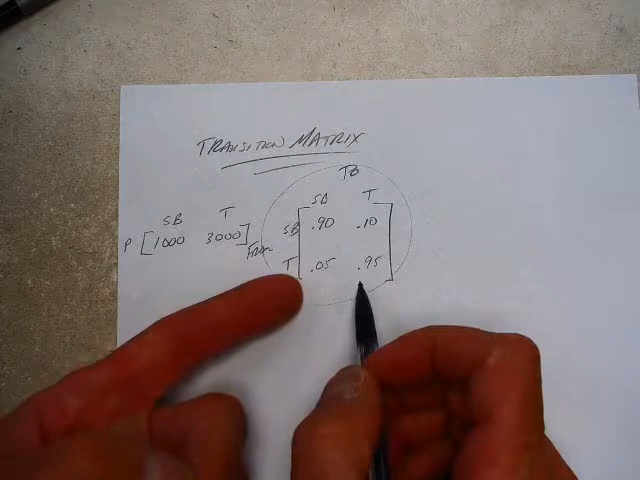 TRANSITION MATRIX
TO
SB T
SB T
P [1000 3000] FROM SB .90 .10
T .05 .95